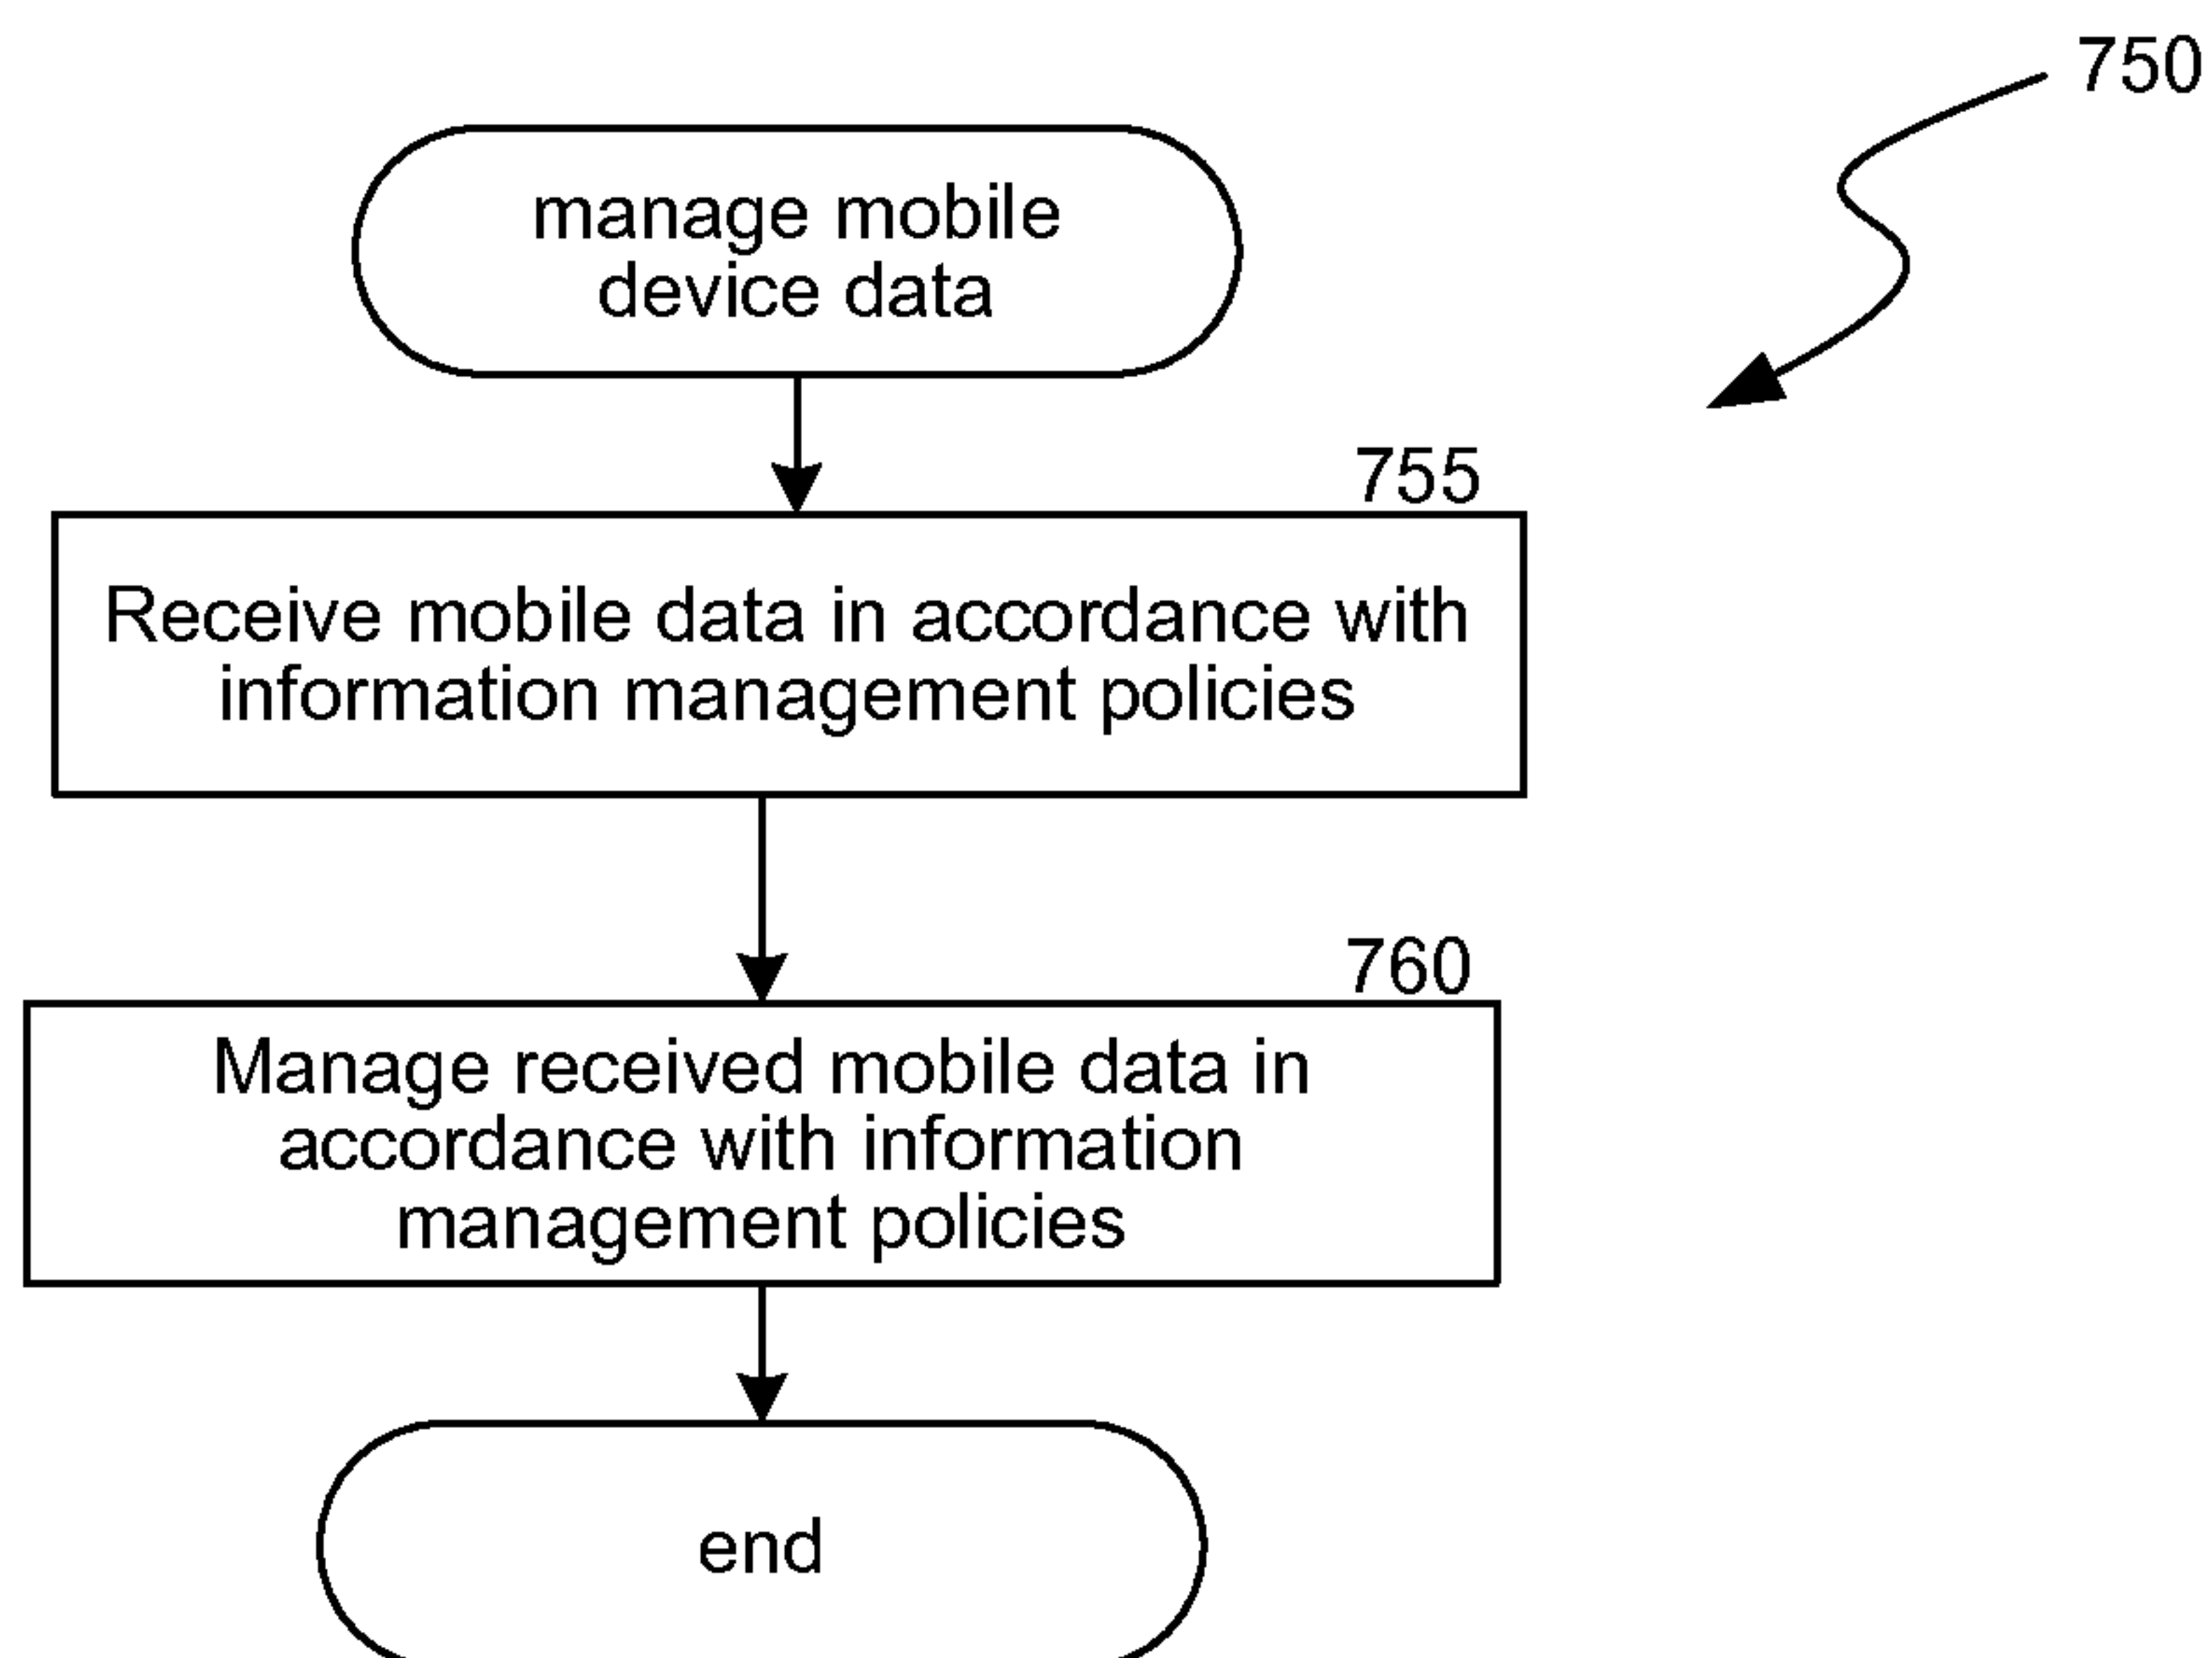 750
manage mobile
device data
755
Receive mobile data in accordance with
information management policies
760
Manage received mobile data in
accordance with information
management policies
end